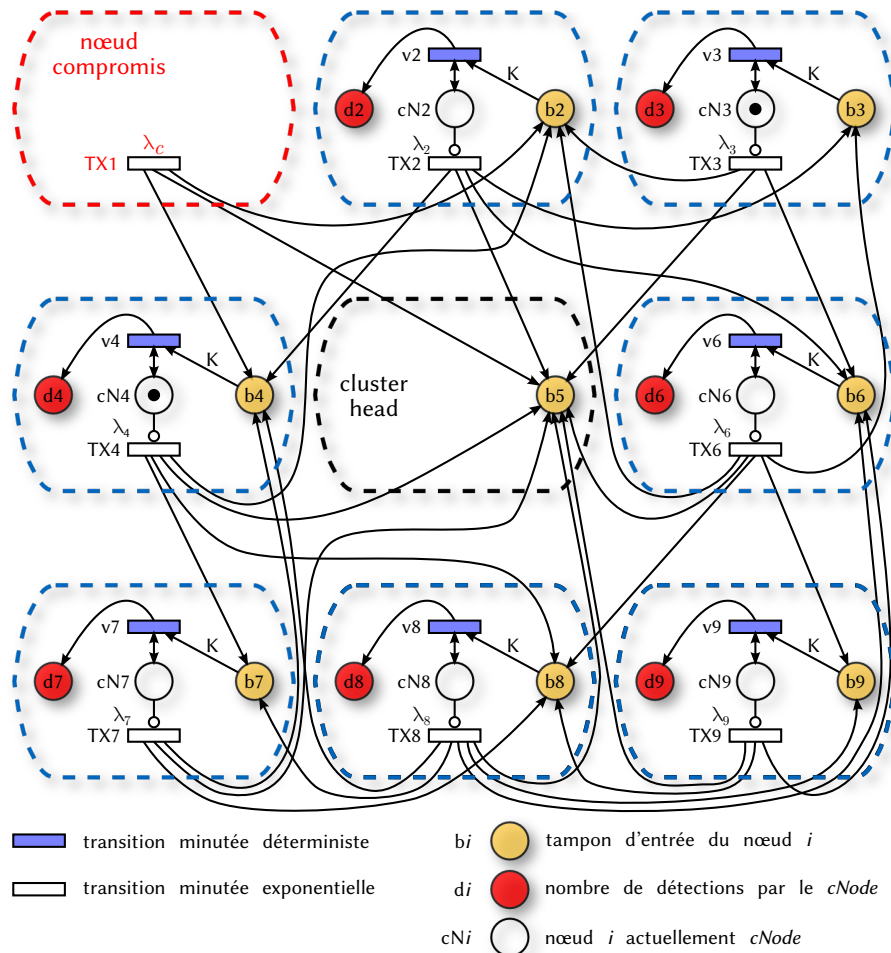 nœud
compromis
λc
TX1
v2
K
d2
cN2
b2
λ2
TX2
v3
K
d3
cN3
b3
λ3
TX3
v4
K
d4
cN4
b4
λ4
TX4
cluster
head
b5
v6
K
d6
cN6
b6
λ6
TX6
v7
K
d7
cN7
b7
λ7
TX7
v8
K
d8
cN8
b8
λ8
TX8
v9
K
d9
cN9
b9
λ9
TX9
transition minutée déterministe
transition minutée exponentielle
bi tampon d'entrée du nœud i
di nombre de détections par le cNode
cNi nœud i actuellement cNode